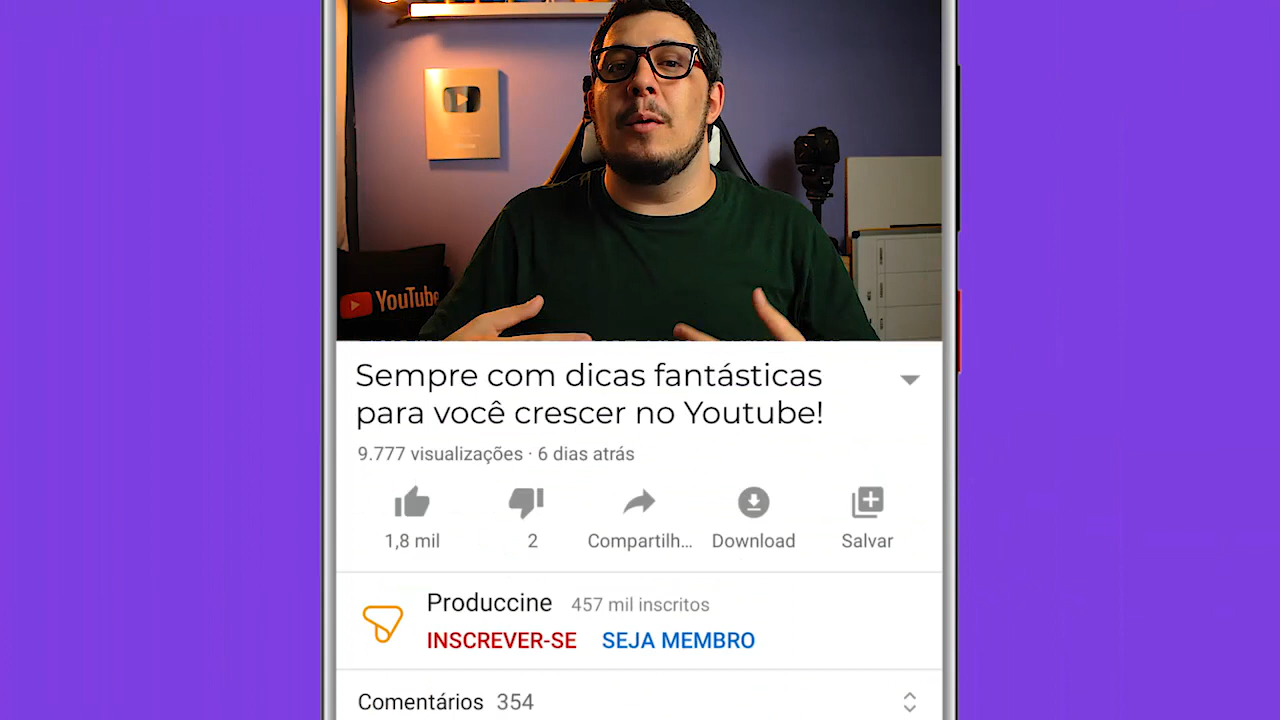 YouTube
Sempre com dicas fantásticas
para você crescer no Youtube!
9.777 visualizações · 6 dias atrás
1,8 mil
2
Compartilh...
Download
Salvar
Produccine 457 mil inscritos
INSCREVER-SE SEJA MEMBRO
Comentários 354